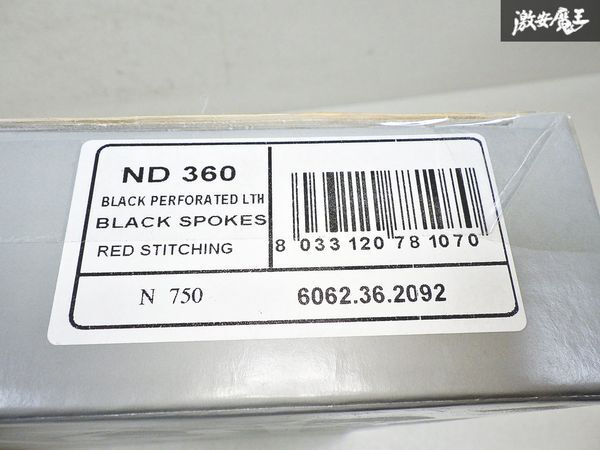 激安魔王
ND 360
BLACK PERFORATED LTH
BLACK SPOKES
RED STITCHING
8 033120 781070
N 750
6062.36.2092